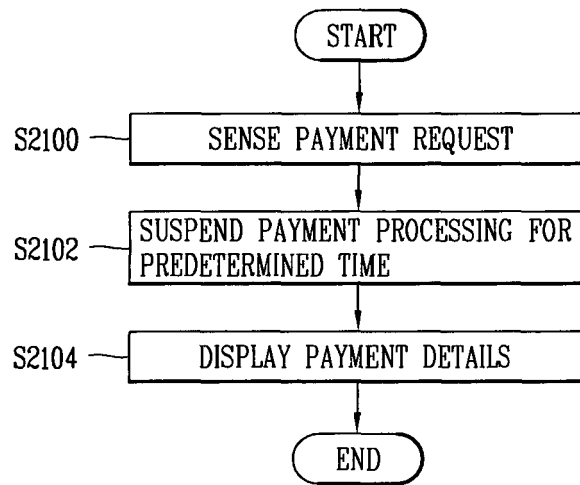 START
S2100
SENSE PAYMENT REQUEST
S2102
SUSPEND PAYMENT PROCESSING FOR
PREDETERMINED TIME
S2104
DISPLAY PAYMENT DETAILS
END